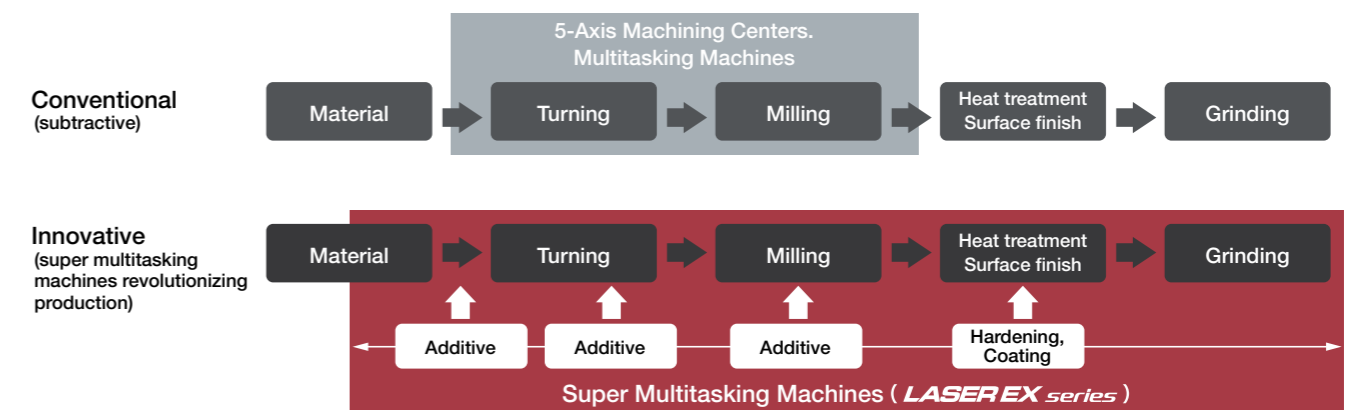 5-Axis Machining Centers.
Multitasking Machines
Conventional
(subtractive)
Material
Turning
Milling
Heat treatment
Surface finish
Grinding
Innovative
(super multitasking
machines revolutionizing
production)
Material
Turning
Milling
Heat treatment
Surface finish
Grinding
Additive
Additive
Additive
Hardening,
Coating
Super Multitasking Machines ( LASER EX series )